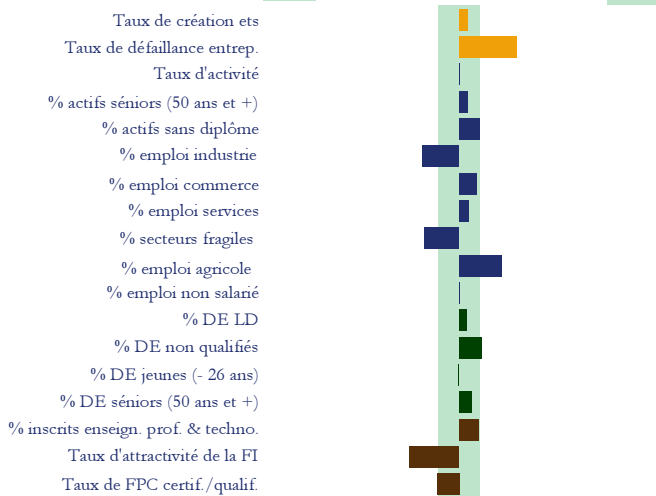 Taux de création ets
Taux de défaillance entrep.
Taux d'activité
% actifs séniors (50 ans et +)
% actifs sans diplôme
% emploi industrie
% emploi commerce
% emploi services
% secteurs fragiles
% emploi agricole
% emploi non salarié
% DE LD
% DE non qualifiés
% DE jeunes (- 26 ans)
% DE séniors (50 ans et +)
% inscrits enseign. prof. & techno.
Taux d'attractivité de la FI
Taux de FPC certif./qualif.